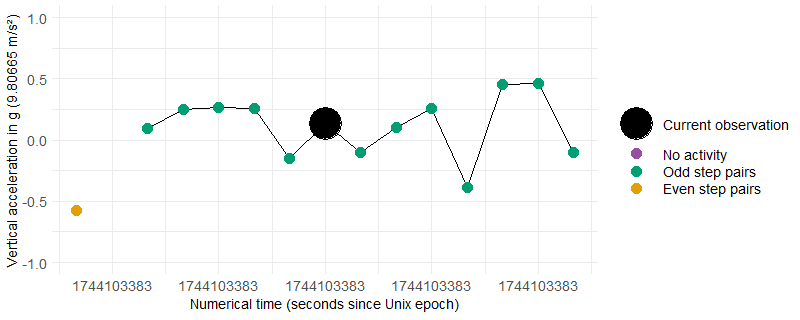 Vertical acceleration in g (9.80665 m/s²)
1.0
0.5
0.0
-0.5
-1.0
1744103383 1744103383 1744103383 1744103383 1744103383
Numerical time (seconds since Unix epoch)
Current observation
No activity
Odd step pairs
Even step pairs